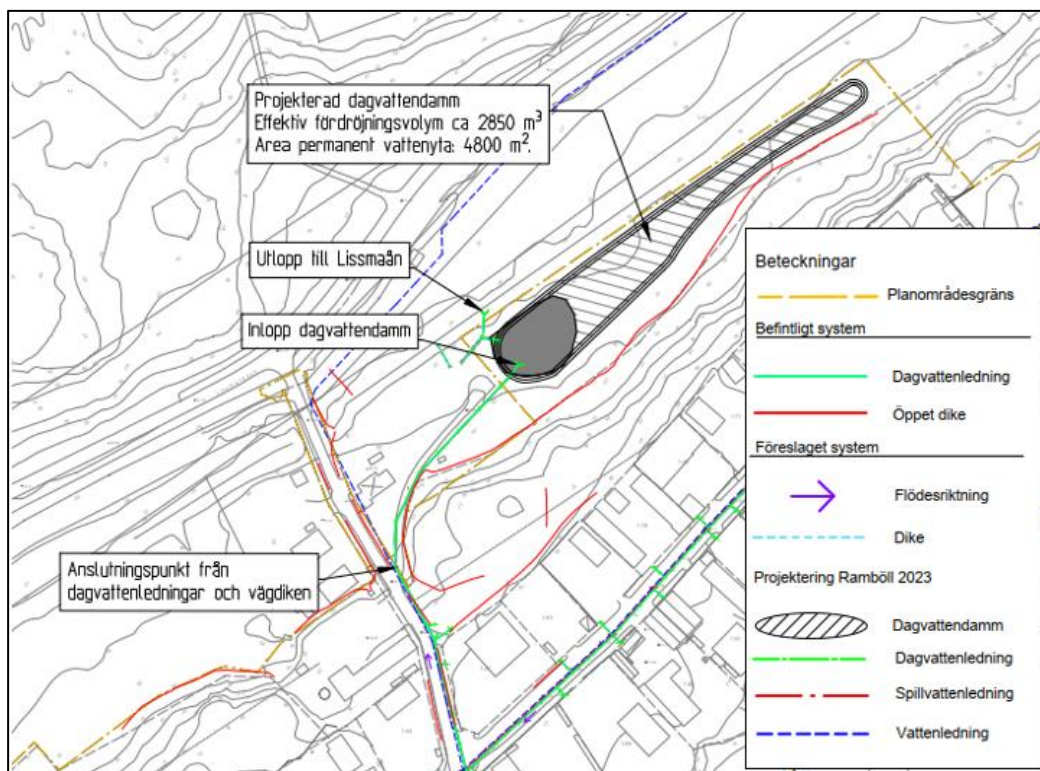 Projekterad dagvattendamm
Effektiv fördröjningsvolym ca 2850 m³
Area permanent vattenyta: 4800 m².
Utlopp till Lissmaån
Inlopp dagvattendamm
Anslutningspunkt från
dagvattenledningar och vägdiken
Beteckningar
Planområdesgräns
Befintligt system
Dagvattenledning
Öppet dike
Föreslaget system
Flödesriktning
Dike
Projektering Ramböll 2023
Dagvattendamm
Dagvattenledning
Spillvattenledning
Vattenledning